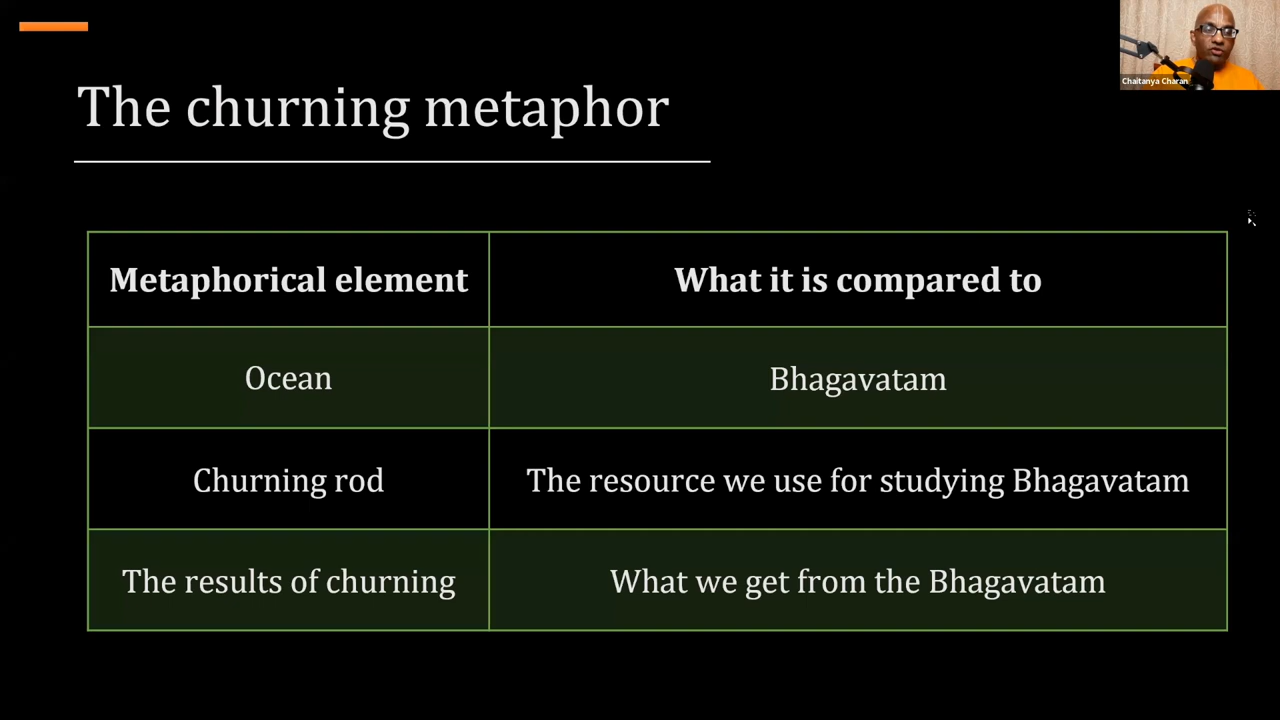 Chaitanya Charan
The churning metaphor
Metaphorical element
What it is compared to
Ocean
Bhagavatam
Churning rod
The resource we use for studying Bhagavatam
The results of churning
What we get from the Bhagavatam